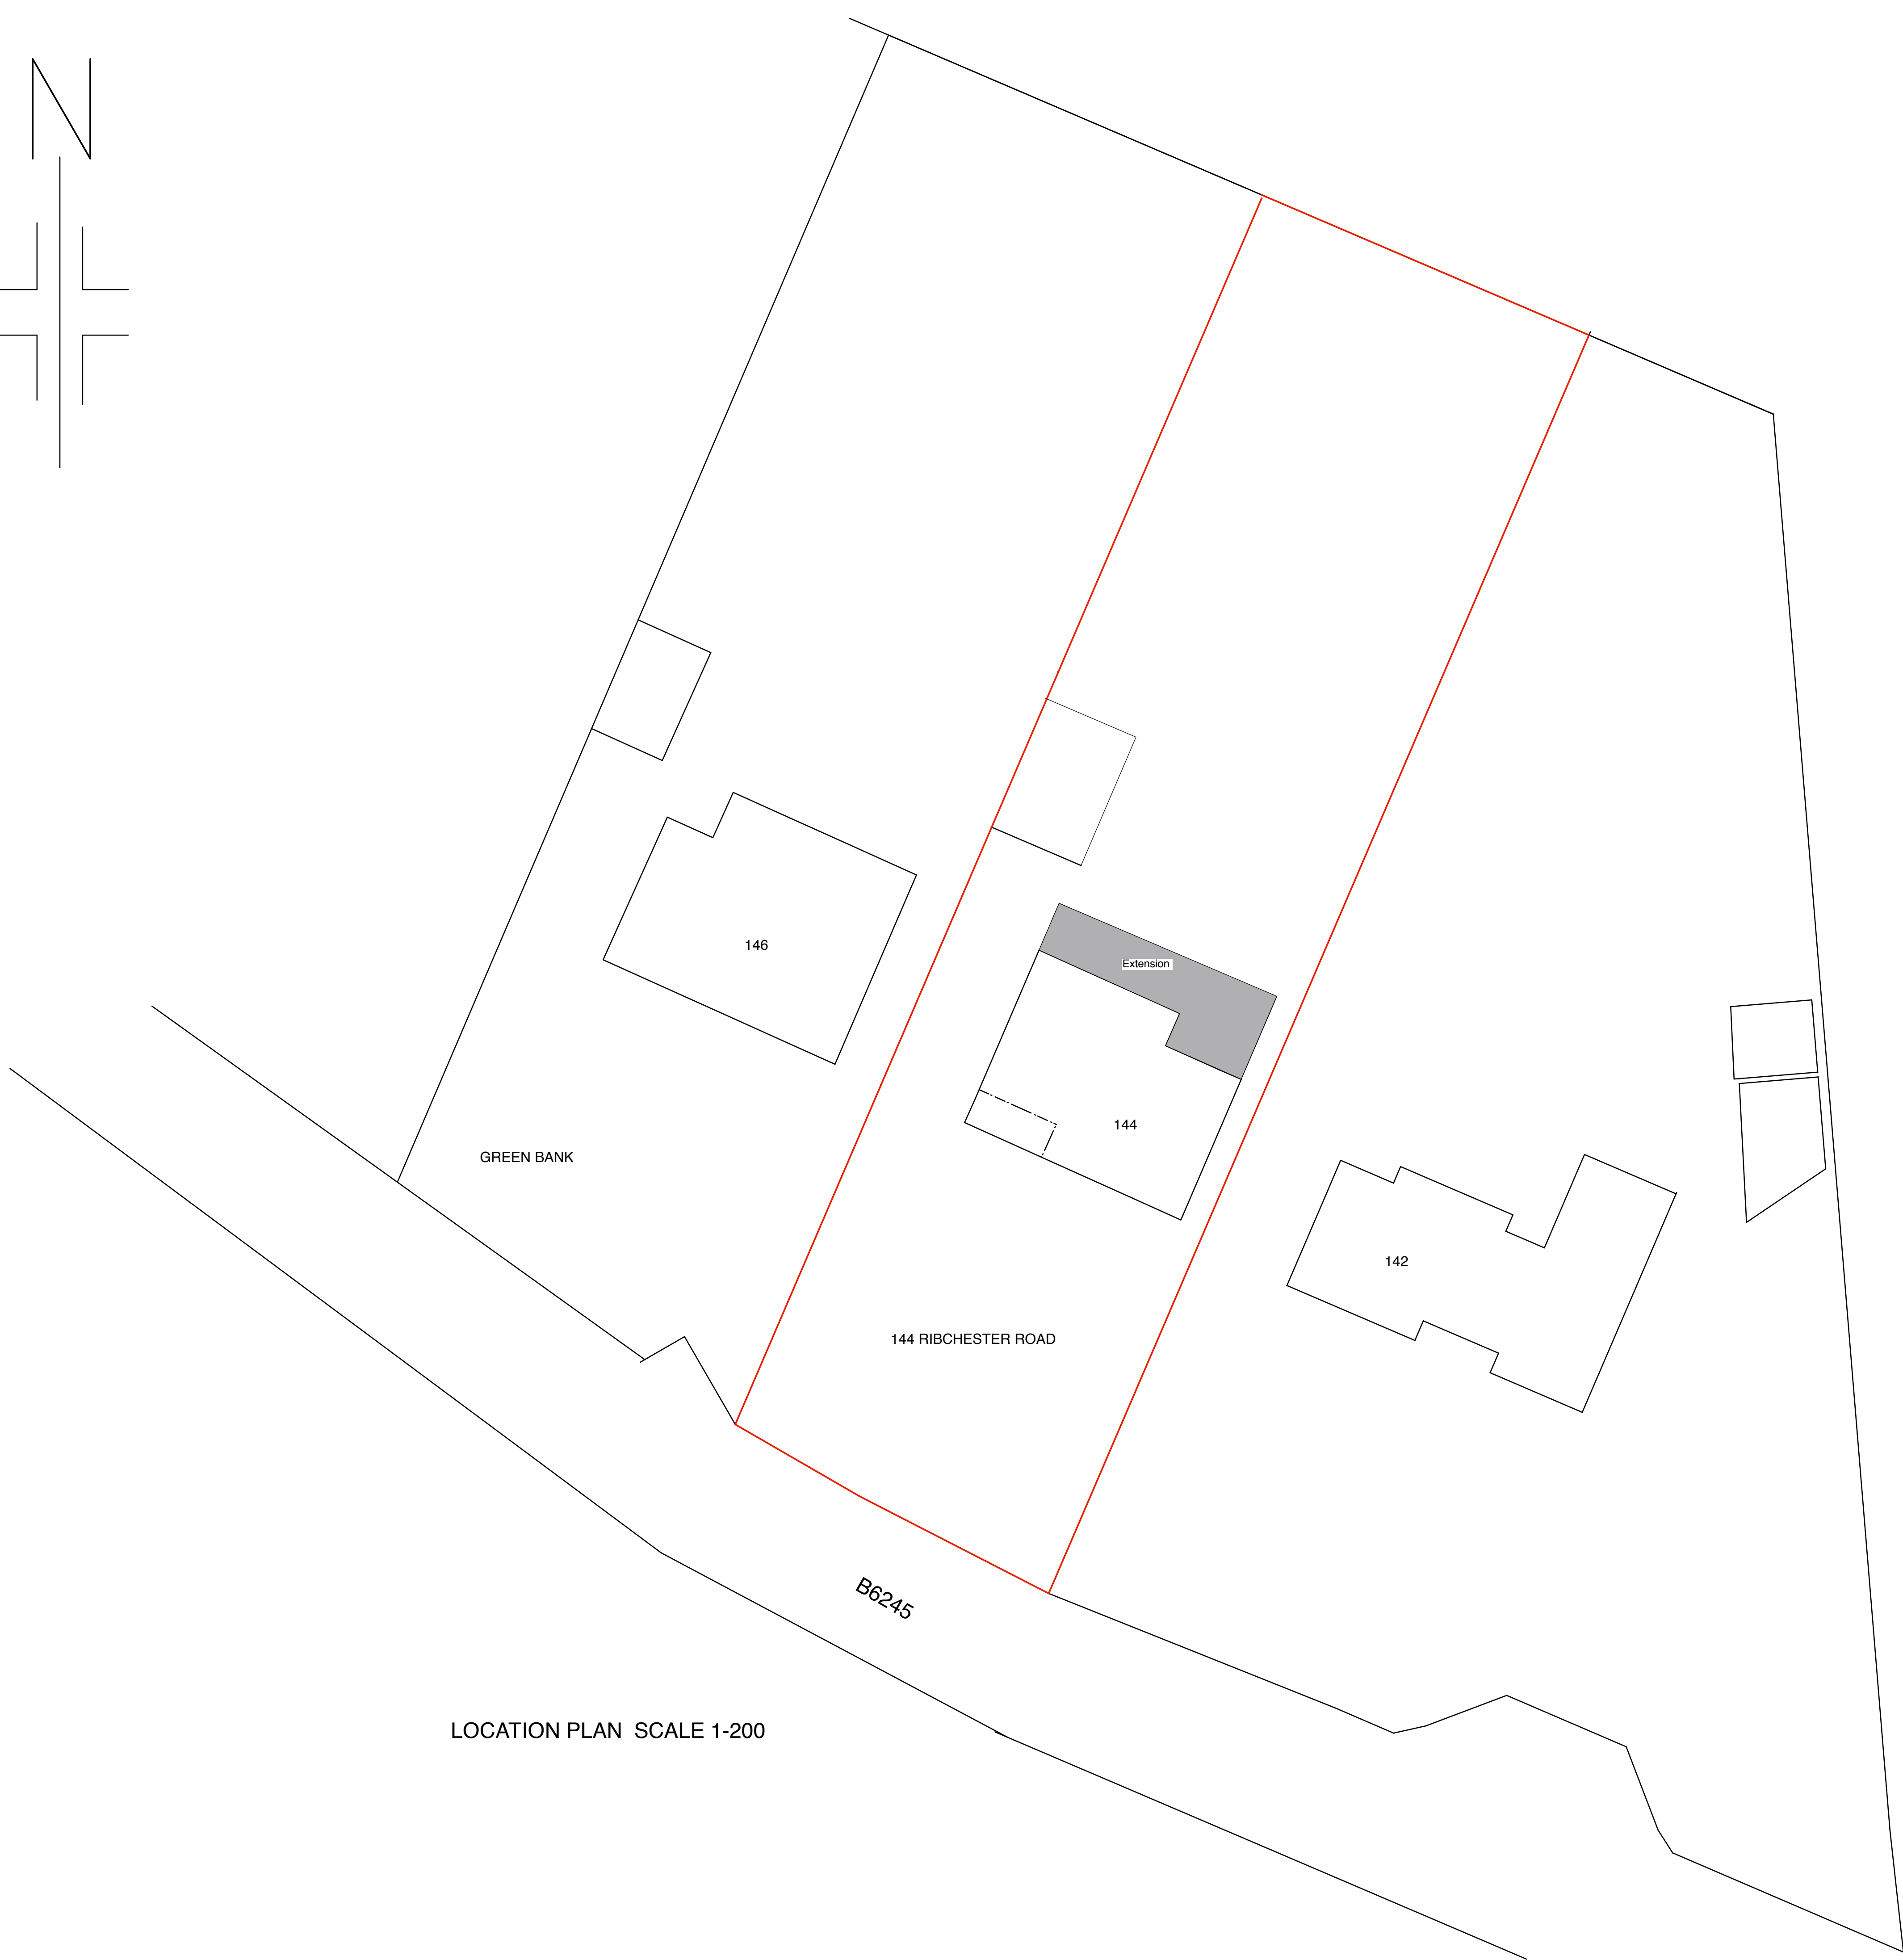 N
146
Extension
144
GREEN BANK
142
144 RIBCHESTER ROAD
B6245
LOCATION PLAN SCALE 1-200